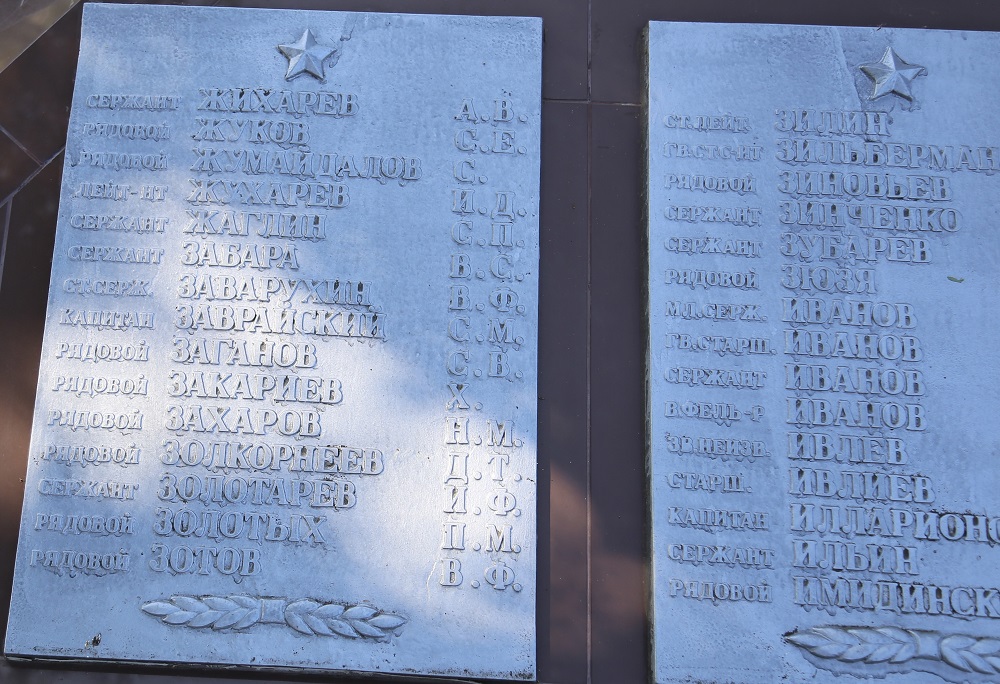 СЕРЖАНТ ЖИХАРЕВ А.В.
РЯДОВОЙ ЖУКОВ С.Е.
РЯДОВОЙ ЖУМАЙДАЛОВ С.
ЛЕЙТ-НТ ЖУХАРЕВ И.Д.
СЕРЖАНТ ЖАГЛИН С.П.
СЕРЖАНТ ЗАБАРА В.С.
СТ.СЕРЖ. ЗАВАРУХИН В.Ф.
КАПИТАН ЗАВРАЙСКИЙ С.М.
РЯДОВОЙ ЗАГАНОВ С.В.
РЯДОВОЙ ЗАКАРИЕВ Х.
РЯДОВОЙ ЗАХАРОВ Н.М.
РЯДОВОЙ ЗОЛКОРНЕЕВ Д.Т.
СЕРЖАНТ ЗОЛОТАРЕВ И.Ф.
РЯДОВОЙ ЗОЛОТЫХ П.М.
РЯДОВОЙ ЗОТОВ В.Ф.
СТ.ЛЕЙТ. ЗИДИН
ГВ.СТ.С-НТ ЗИЛЬБЕРМАН
РЯДОВОЙ ЗИНОВЬЕВ
СЕРЖАНТ ЗИНЧЕНКО
СЕРЖАНТ ЗУБАРЕВ
РЯДОВОЙ ЗЮЗЯ
МЛ.СЕРЖ. ИВАНОВ
ГВ.СТАРШ. ИВАНОВ
СЕРЖАНТ ИВАНОВ
В.ФЕДЬ-Р ИВАНОВ
ЗВ.НЕИЗВ. ИВЛЕВ
СТАРШ. ИВЛИЕВ
КАПИТАН ИЛЛАРИОНО
СЕРЖАНТ ИЛЬИН
РЯДОВОЙ ИМИДИНСК